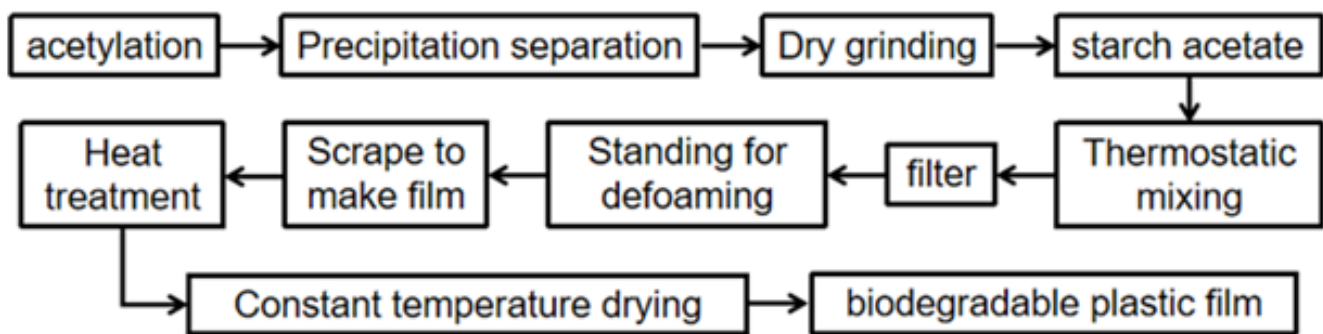 acetylation
Precipitation separation
Dry grinding
starch acetate
Thermostatic
mixing
filter
Standing for
defoaming
Scrape to
make film
Heat
treatment
Constant temperature drying
biodegradable plastic film